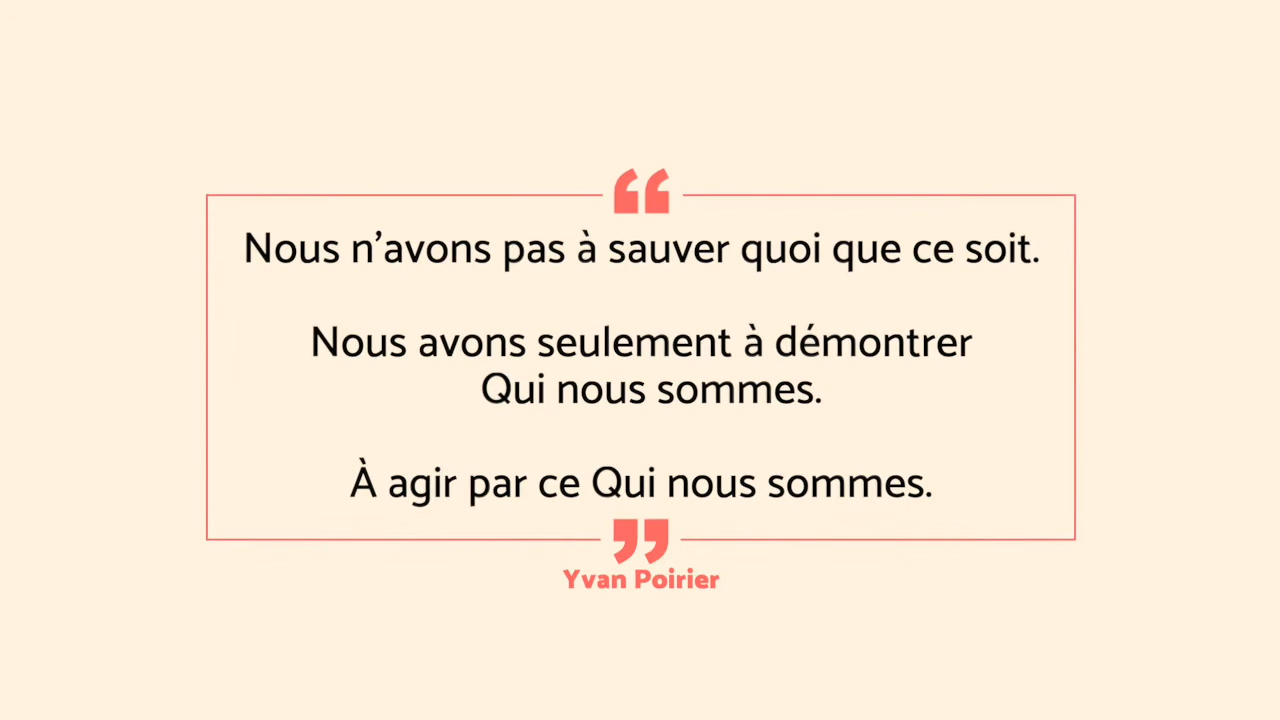 “
Nous n’avons pas à sauver quoi que ce soit.
Nous avons seulement à démontrer
Qui nous sommes.
À agir par ce Qui nous sommes.
”
Yvan Poirier